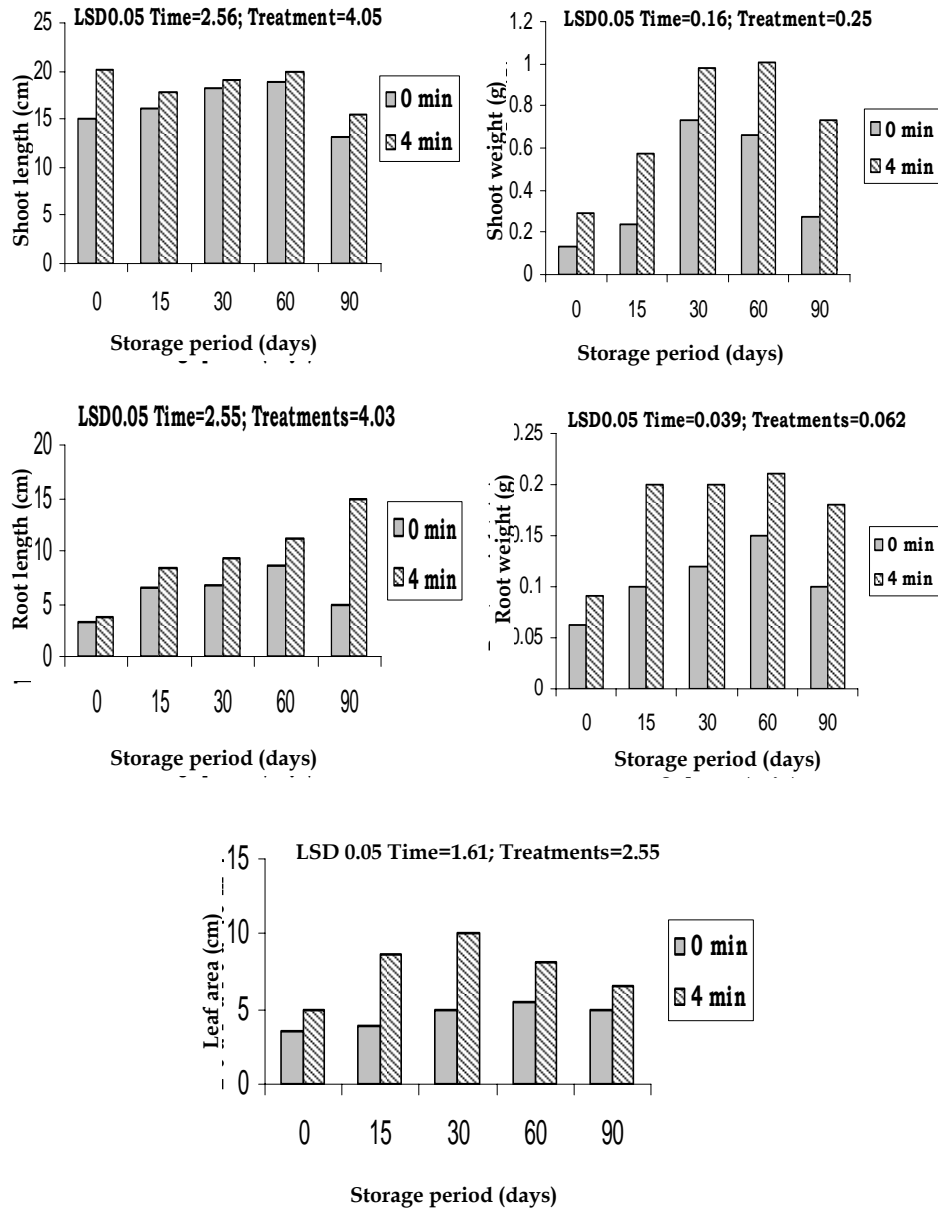 LSD0.05 Time=2.56; Treatment=4.05
25
20
15
10
5
0
Shoot length (cm)
0 15 30 60 90
Storage period (days)
0 min
4 min
LSD0.05 Time=0.16; Treatment=0.25
1.2
1
0.8
0.6
0.4
0.2
0
Shoot weight (g)
0 15 30 60 90
Storage period (days)
0 min
4 min
LSD0.05 Time=2.55; Treatments=4.03
20
15
10
5
0
Root length (cm)
0 15 30 60 90
Storage period (days)
0 min
4 min
LSD0.05 Time=0.039; Treatments=0.062
0.25
0.2
0.15
0.1
0.05
0
Root weight (g)
0 15 30 60 90
Storage period (days)
0 min
4 min
LSD 0.05 Time=1.61; Treatments=2.55
15
10
5
0
Leaf area (cm)
0 15 30 60 90
Storage period (days)
0 min
4 min